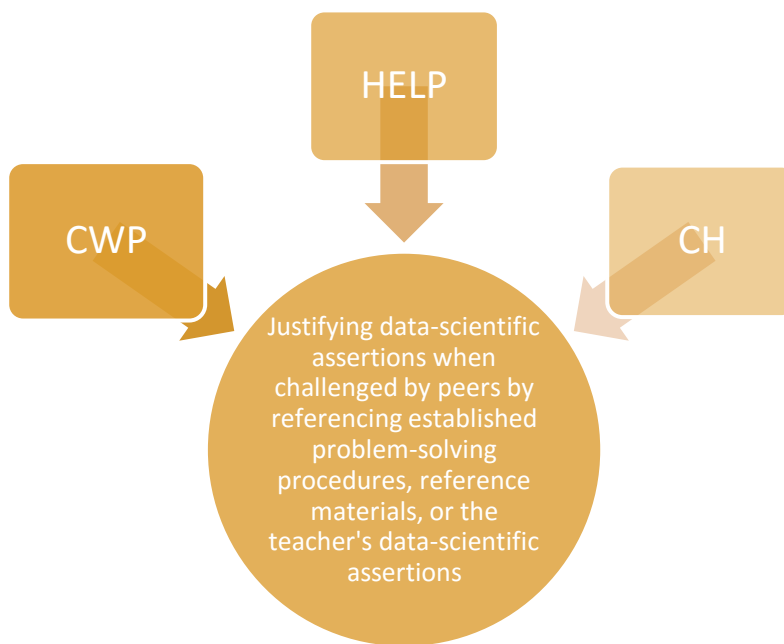 HELP
CWP
CH
Justifying data-scientific
assertions when
challenged by peers by
referencing established
problem-solving
procedures, reference
materials, or the
teacher's data-scientific
assertions